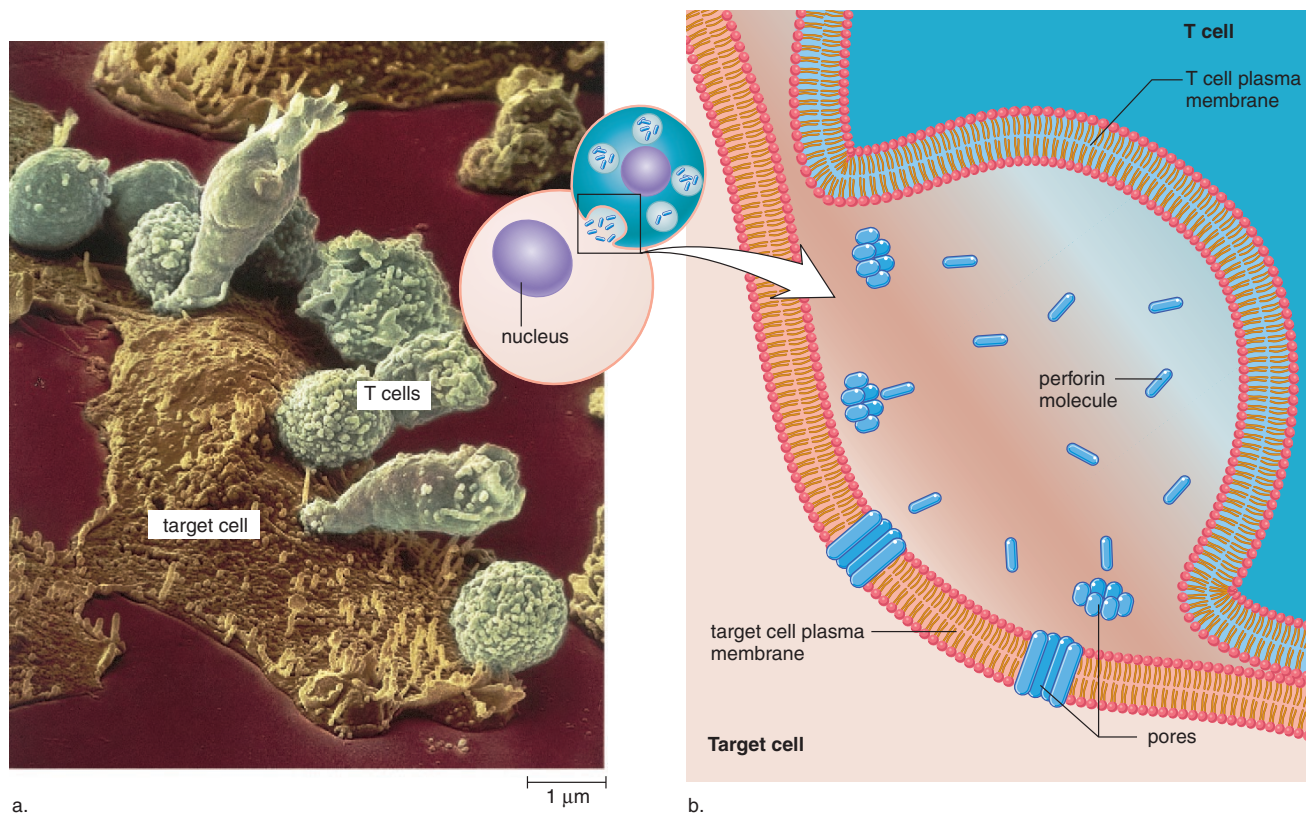 T cell
T cell plasma
membrane
nucleus
T cells
perforin
molecule
target cell
target cell plasma
membrane
pores
Target cell
1 μm
a.
b.